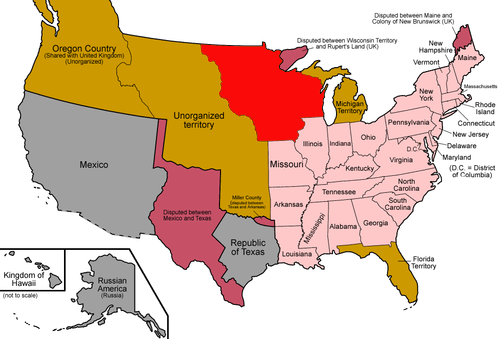 Disputed between Maine and
Colony of New Brunswick (UK)
Oregon Country
(Shared with United Kingdom)
(Unorganized)
Disputed between Wisconsin Territory
and Rupert's Land (UK)
New
Hampshire
Vermont
Maine
Massachusetts
New
York
Michigan
Territory
Rhode
Island
Connecticut
Unorganized
territory
Pennsylvania
New Jersey
Illinois
Indiana
Ohio
Delaware
D.C.
Maryland
(D.C. = District
of Columbia)
Mexico
Missouri
Virginia
Kentucky
North
Carolina
Tennessee
Miller County
(Disputed between
Texas and Arkansas)
Arkansas
South
Carolina
Disputed between
Mexico and Texas
Mississippi
Alabama
Georgia
Republic
of Texas
Louisiana
Florida
Territory
Kingdom of
Hawaii
(not to scale)
Russian
America
(Russia)